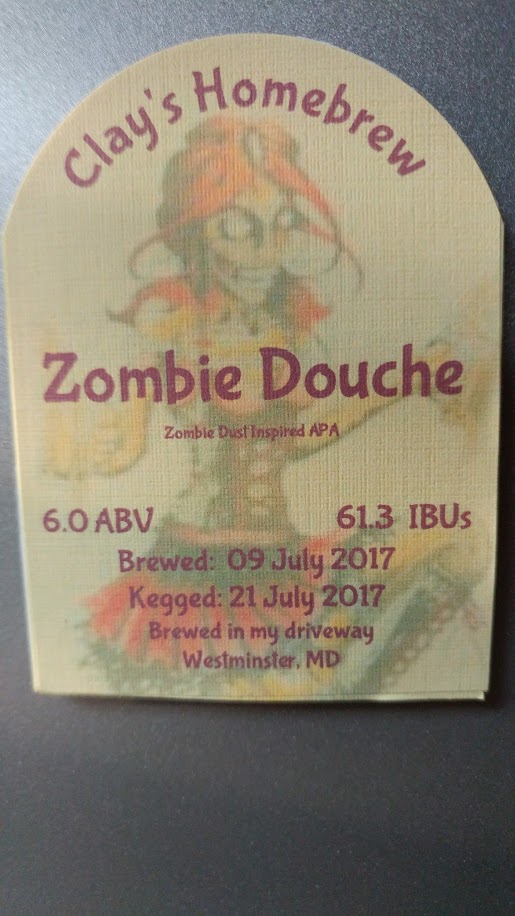 Clay's Homebrew
Zombie Douche
Zombie Dust Inspired APA
6.0 ABV 61.3 IBUs
Brewed: 09 July 2017
Kegged: 21 July 2017
Brewed in my driveway
Westminster, MD